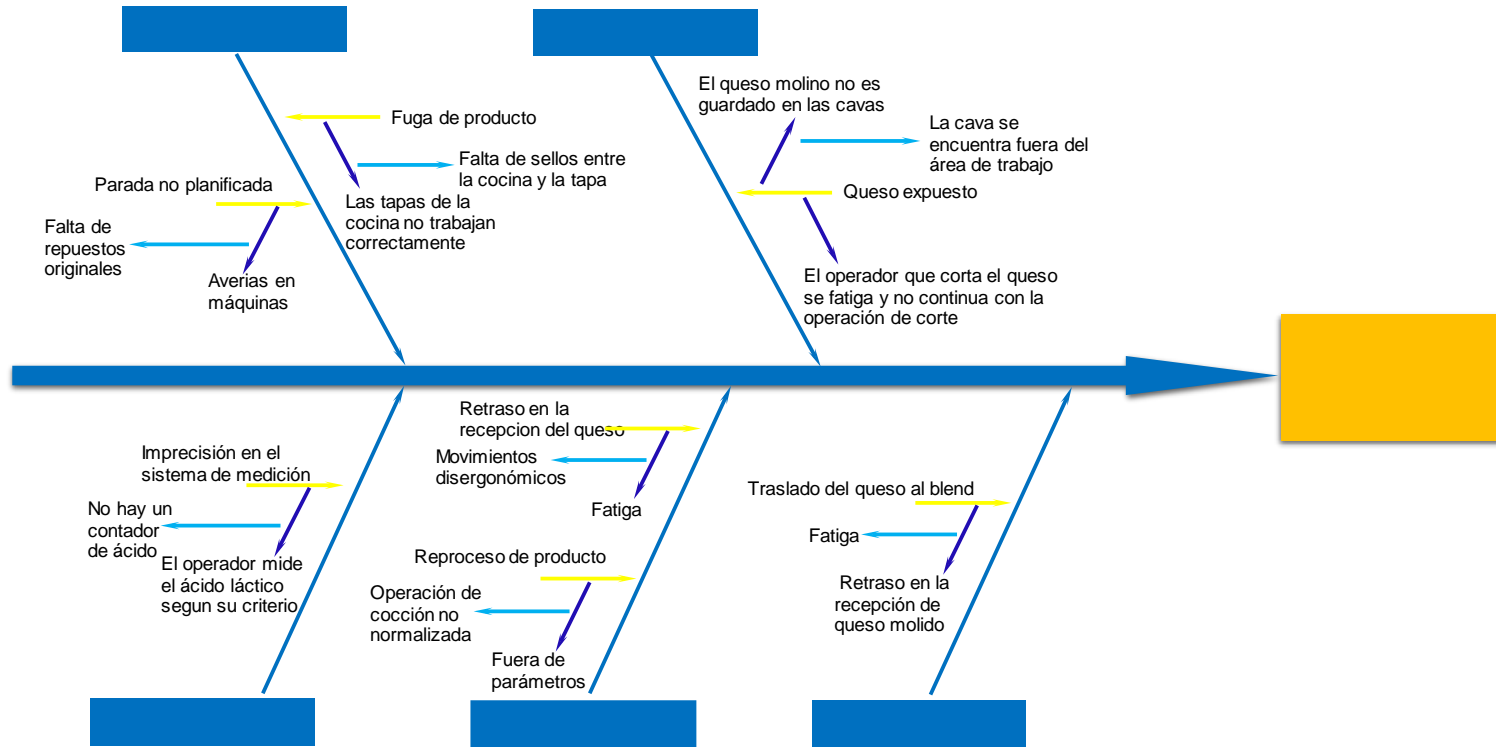 Fuga de producto
Falta de sellos entre
la cocina y la tapa
Las tapas de la
cocina no trabajan
correctamente
Parada no planificada
Falta de
repuestos
originales
Averias en
máquinas
El queso molino no es
guardado en las cavas
La cava se
encuentra fuera del
área de trabajo
Queso expuesto
El operador que corta el queso
se fatiga y no continua con la
operación de corte
Imprecisión en el
sistema de medición
No hay un
contador
de ácido
El operador mide
el ácido láctico
segun su criterio
Retraso en la
recepcion del queso
Movimientos
disergonómicos
Fatiga
Reproceso de producto
Operación de
cocción no
normalizada
Fuera de
parámetros
Traslado del queso al blend
Fatiga
Retraso en la
recepción de
queso molido